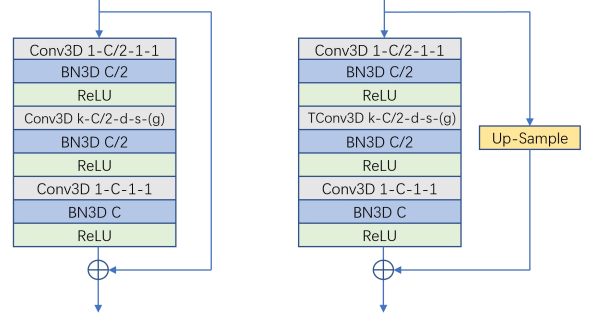 Conv3D 1-C/2-1-1
BN3D C/2
ReLU
Conv3D k-C/2-d-s-(g)
BN3D C/2
ReLU
Conv3D 1-C-1-1
BN3D C
ReLU
Conv3D 1-C/2-1-1
BN3D C/2
ReLU
TConv3D k-C/2-d-s-(g)
BN3D C/2
ReLU
Conv3D 1-C-1-1
BN3D C
ReLU
Up-Sample